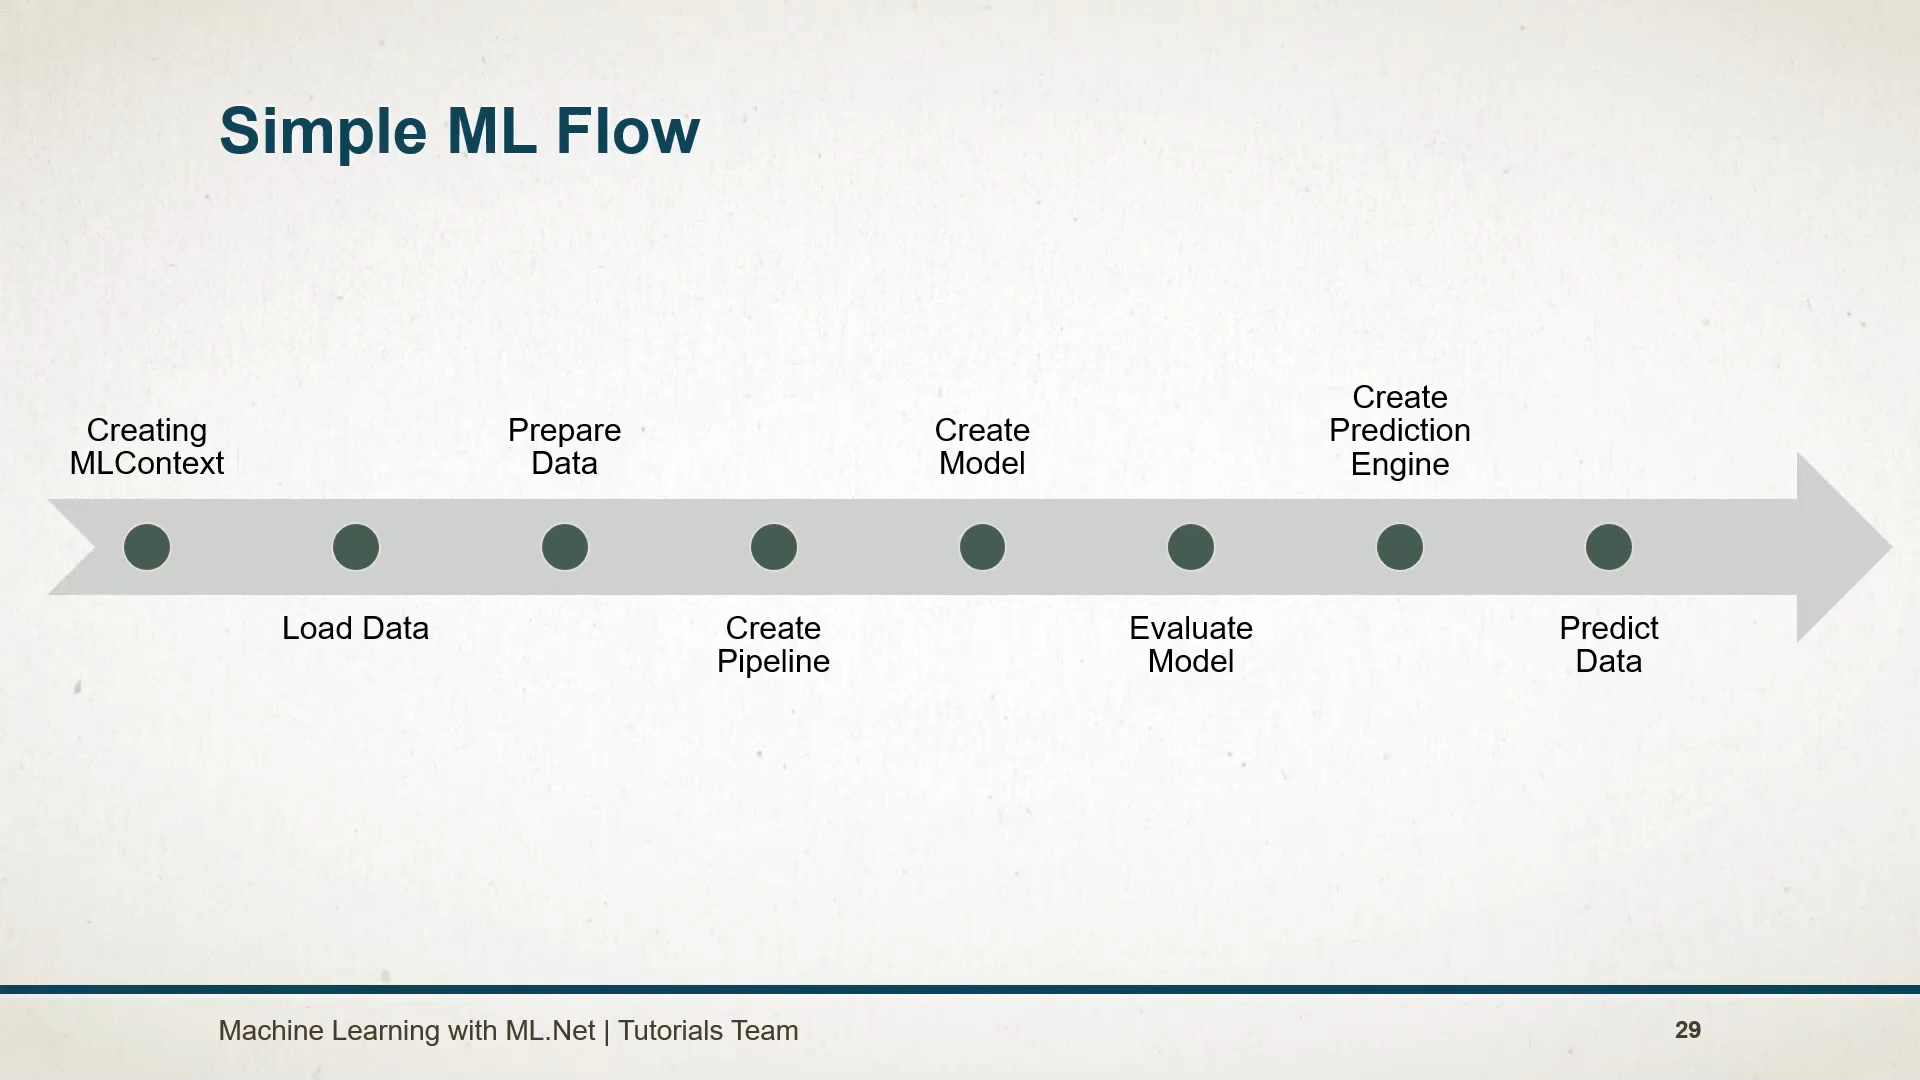 Simple ML Flow
Creating
MLContext
Load Data
Prepare
Data
Create
Pipeline
Create
Model
Evaluate
Model
Create
Prediction
Engine
Predict
Data
Machine Learning with ML.Net | Tutorials Team
29